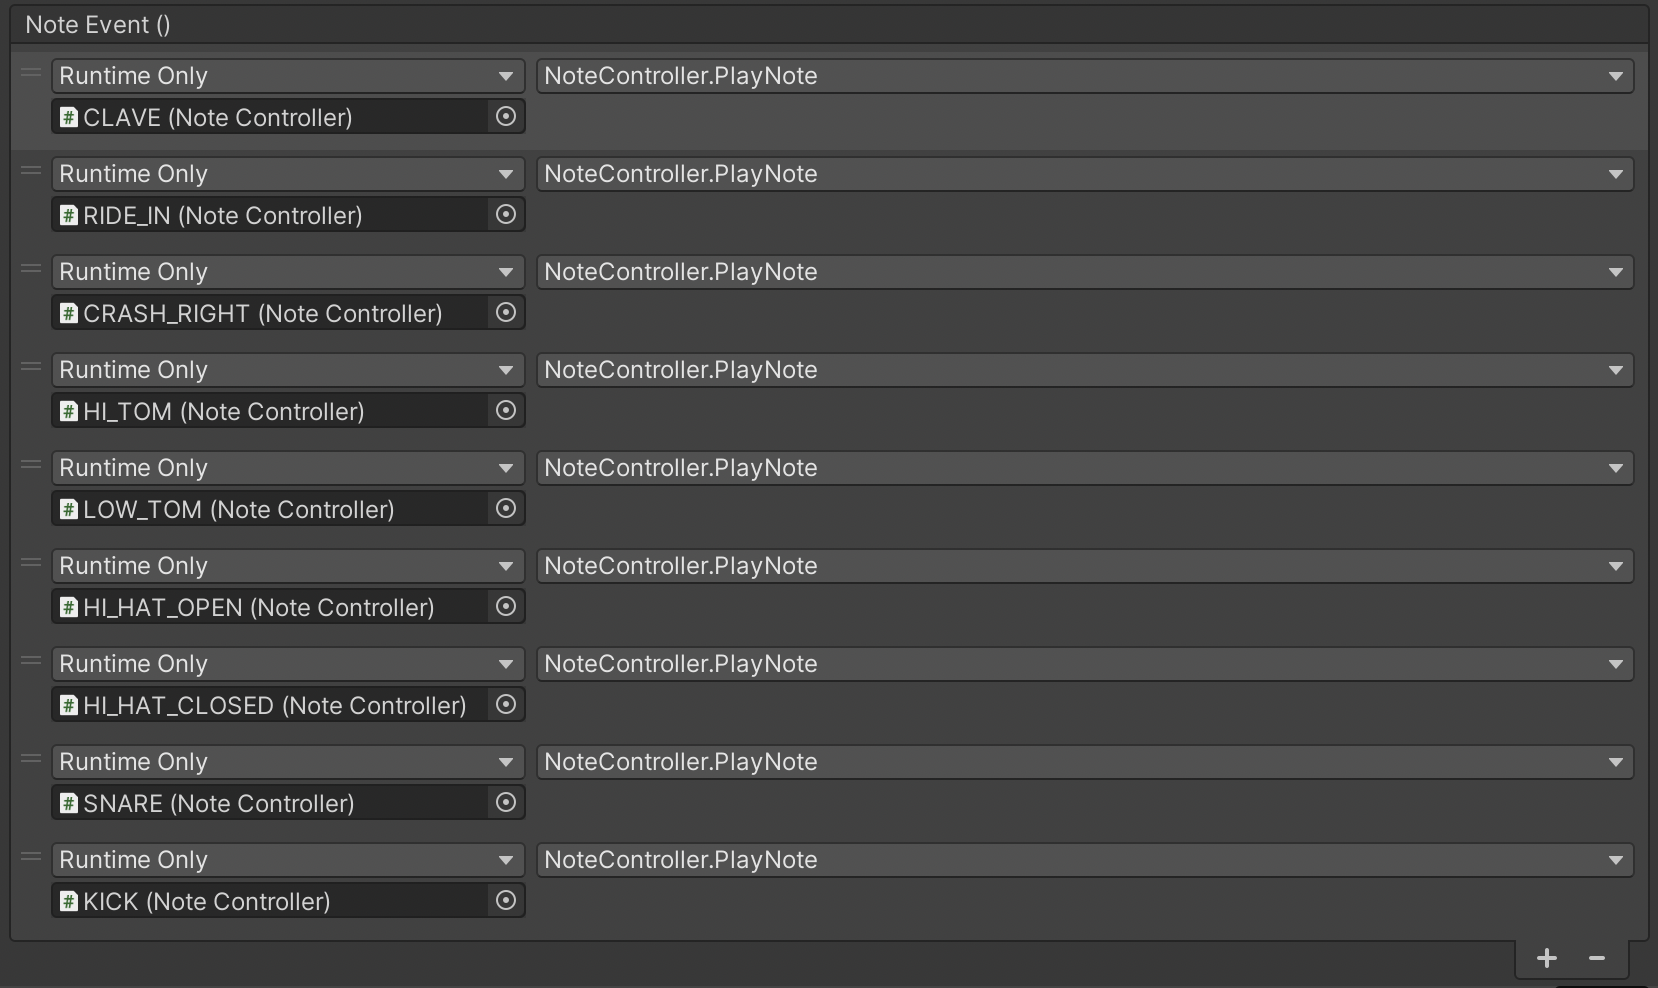 Note Event ()
Runtime Only NoteController.PlayNote
CLAVE (Note Controller)
Runtime Only NoteController.PlayNote
RIDE_IN (Note Controller)
Runtime Only NoteController.PlayNote
CRASH_RIGHT (Note Controller)
Runtime Only NoteController.PlayNote
HI_TOM (Note Controller)
Runtime Only NoteController.PlayNote
LOW_TOM (Note Controller)
Runtime Only NoteController.PlayNote
HI_HAT_OPEN (Note Controller)
Runtime Only NoteController.PlayNote
HI_HAT_CLOSED (Note Controller)
Runtime Only NoteController.PlayNote
SNARE (Note Controller)
Runtime Only NoteController.PlayNote
KICK (Note Controller)